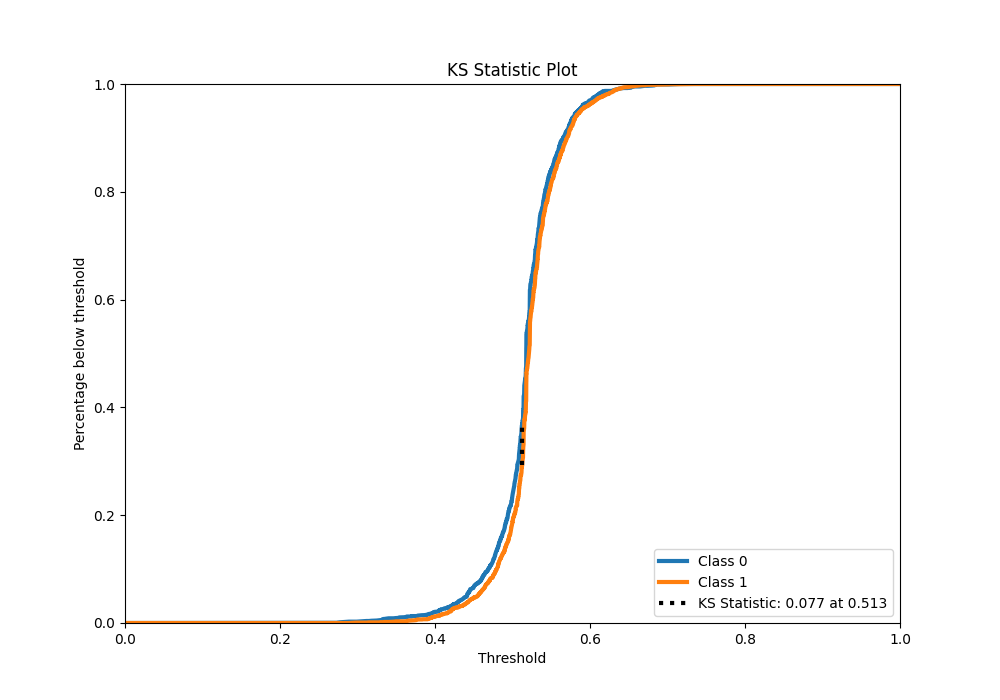 KS Statistic Plot
Percentage below threshold
1.0
0.8
0.6
0.4
0.2
0.0
0.0 0.2 0.4 0.6 0.8 1.0
Threshold
Class 0
Class 1
KS Statistic: 0.077 at 0.513